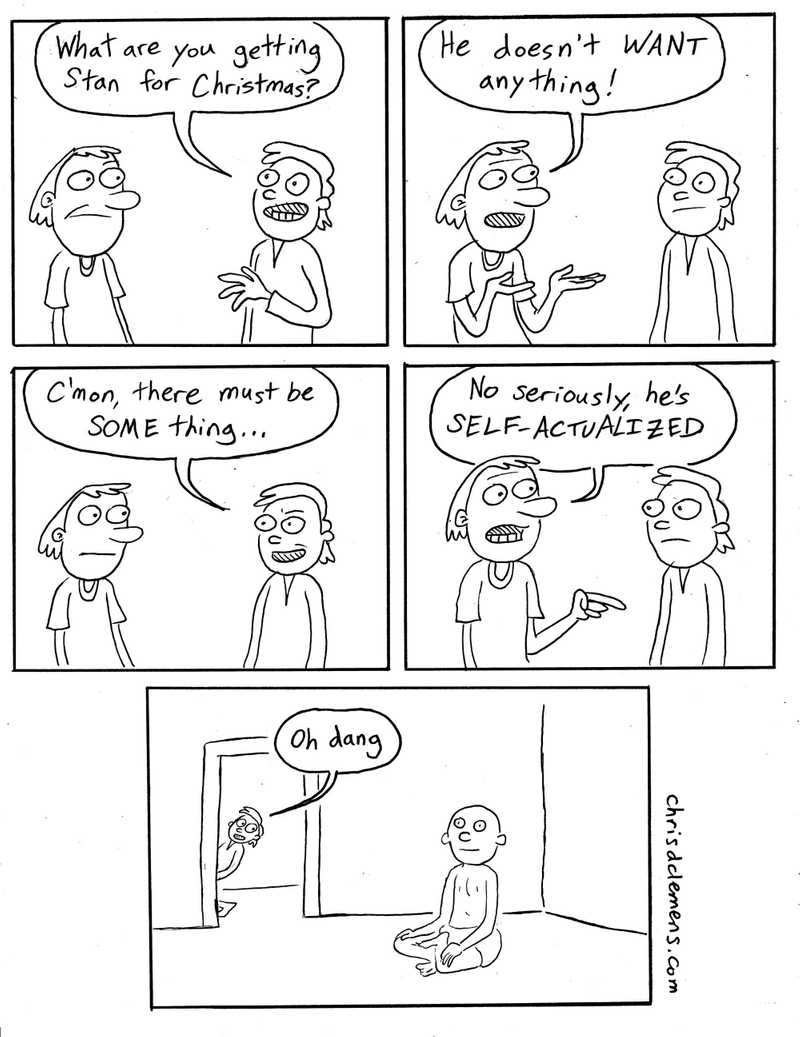 What are you getting
Stan for Christmas?
He doesn't WANT
anything!
C'mon, there must be
SOME thing...
No seriously, he's
SELF-ACTUALIZED
Oh dang
chrisdclemens.com